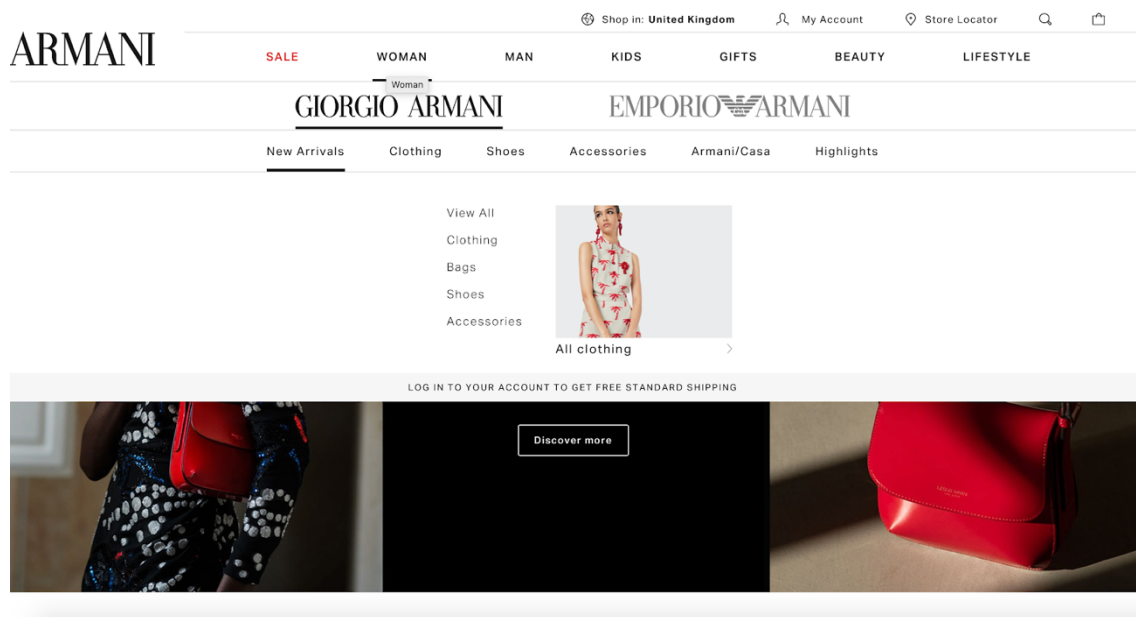 Shop in: United Kingdom My Account Store Locator
ARMANI
SALE WOMAN MAN KIDS GIFTS BEAUTY LIFESTYLE
Woman
GIORGIO ARMANI EMPORIO ARMANI
New Arrivals Clothing Shoes Accessories Armani/Casa Highlights
View All
Clothing
Bags
Shoes
Accessories
All clothing
LOG IN TO YOUR ACCOUNT TO GET FREE STANDARD SHIPPING
Discover more